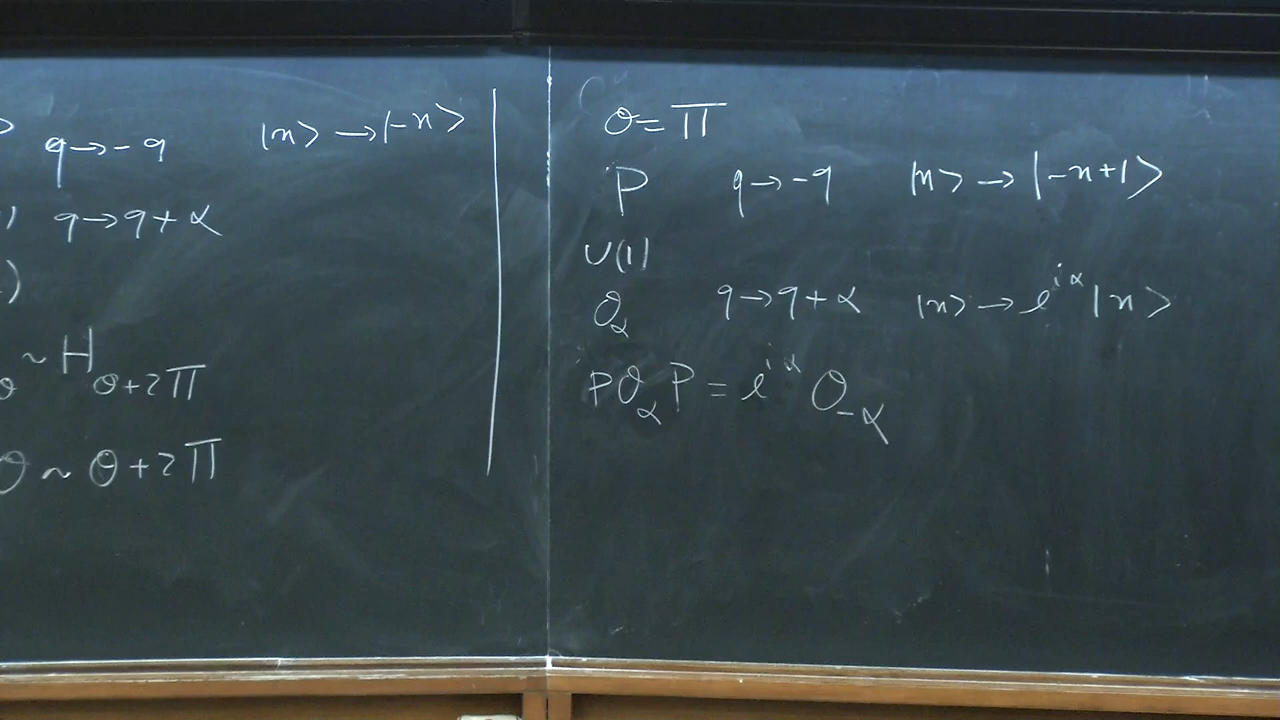 > q → -q |n> → |-n>
) q → q + α
)
θ ~ H_{θ+2π}
θ ~ θ + 2π
θ = π
P q → -q |n> → |-n+1>
U(1)
O_α q → q + α |n> → e^{iα} |n>
P O_α P = e^{iα} O_{-α}